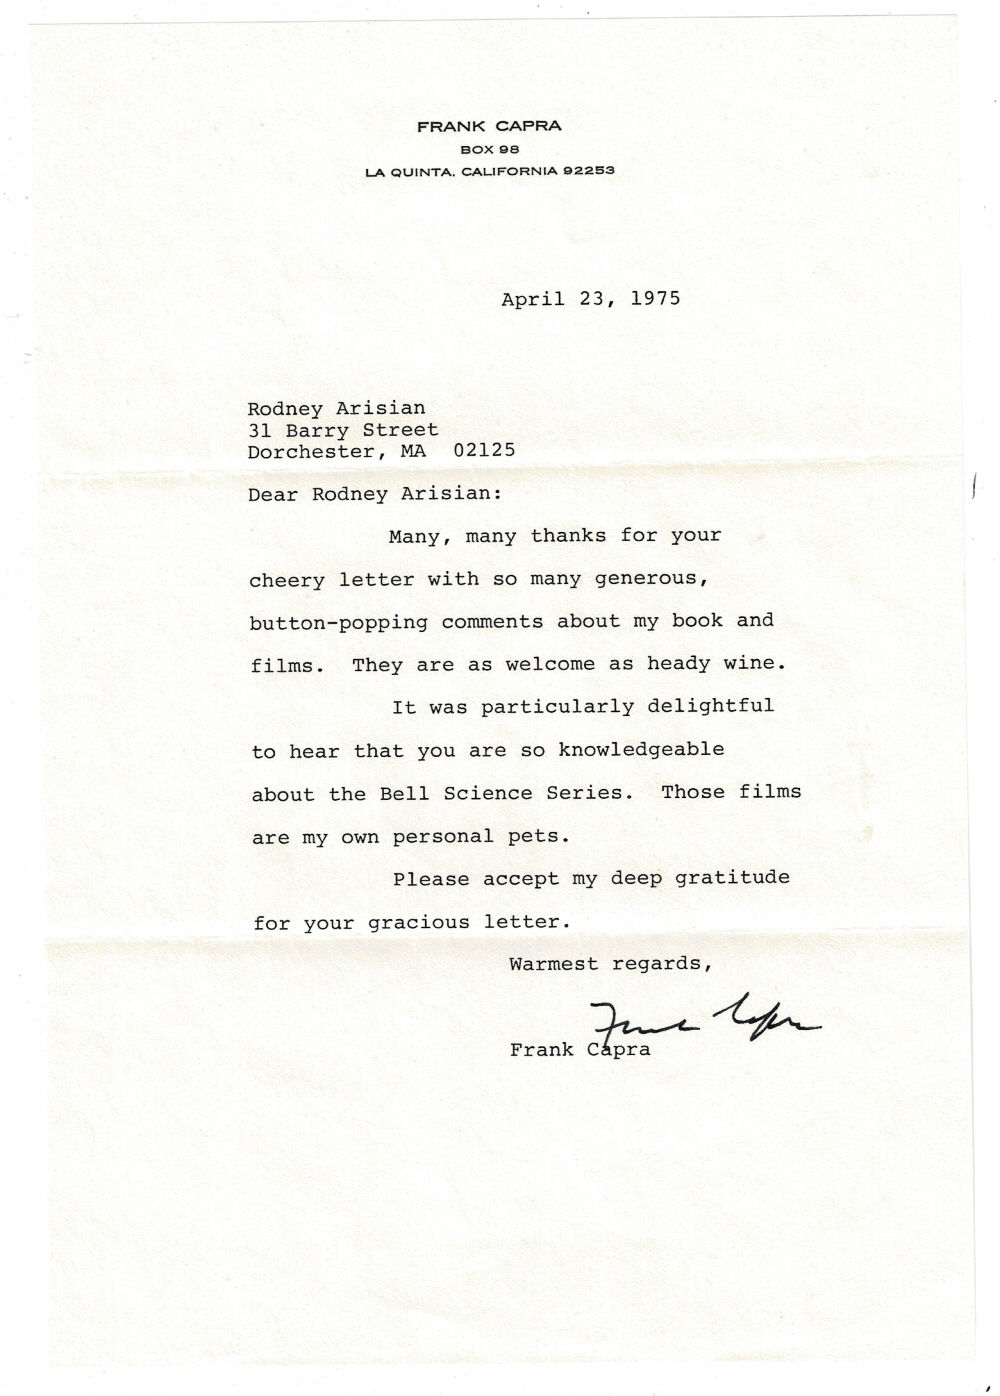 FRANK CAPRA
BOX 98
LA QUINTA, CALIFORNIA 92253
April 23, 1975
Rodney Arisian
31 Barry Street
Dorchester, MA  02125
Dear Rodney Arisian:
Many, many thanks for your
cheery letter with so many generous,
button-popping comments about my book and
films.  They are as welcome as heady wine.
It was particularly delightful
to hear that you are so knowledgeable
about the Bell Science Series.  Those films
are my own personal pets.
Please accept my deep gratitude
for your gracious letter.
Warmest regards,
Frank Capra
Frank Capra